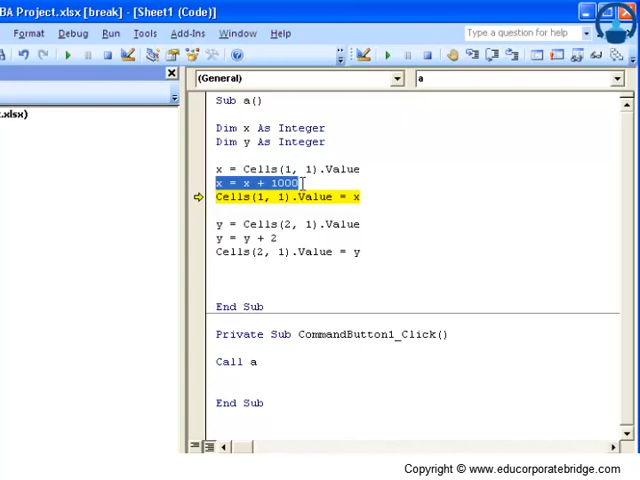 BA Project.xlsx [break] - [Sheet1 (Code)]
Format Debug Run Tools Add-Ins Window Help
Type a question for help
.xlsx)
(General)
a
Sub a()
Dim x As Integer
Dim y As Integer
x = Cells(1, 1).Value
x = x + 1000
Cells(1, 1).Value = x
y = Cells(2, 1).Value
y = y + 2
Cells(2, 1).Value = y
End Sub
Private Sub CommandButton1_Click()
Call a
End Sub
Copyright © www.educorporatebridge.com